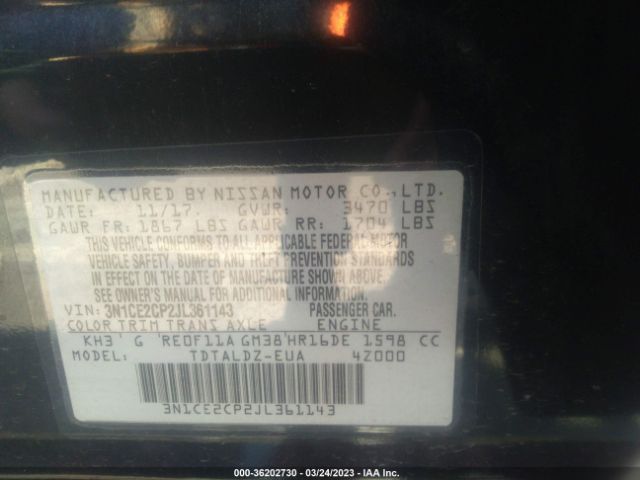 MANUFACTURED BY NISSAN MOTOR CO., LTD.
DATE: 11/17. GVWR: 3470 LBS
GAWR FR: 1867 LBS GAWR RR: 1704 LBS
THIS VEHICLE CONFORMS TO ALL APPLICABLE FEDERAL MOTOR
VEHICLE SAFETY, BUMPER AND THEFT PREVENTION STANDARDS
IN EFFECT ON THE DATE OF MANUFACTURE SHOWN ABOVE.
SEE OWNER'S MANUAL FOR ADDITIONAL INFORMATION.
VIN: 3N1CE2CP2JL361143 PASSENGER CAR.
COLOR TRIM TRANS AXLE ENGINE
KH3' G 'RE0F11A GM38'HR16DE 1598 CC
MODEL: TDTALDZ-EUA 4Z000
3N1CE2CP2JL361143
000-36202730 - 03/24/2023 - IAA Inc.